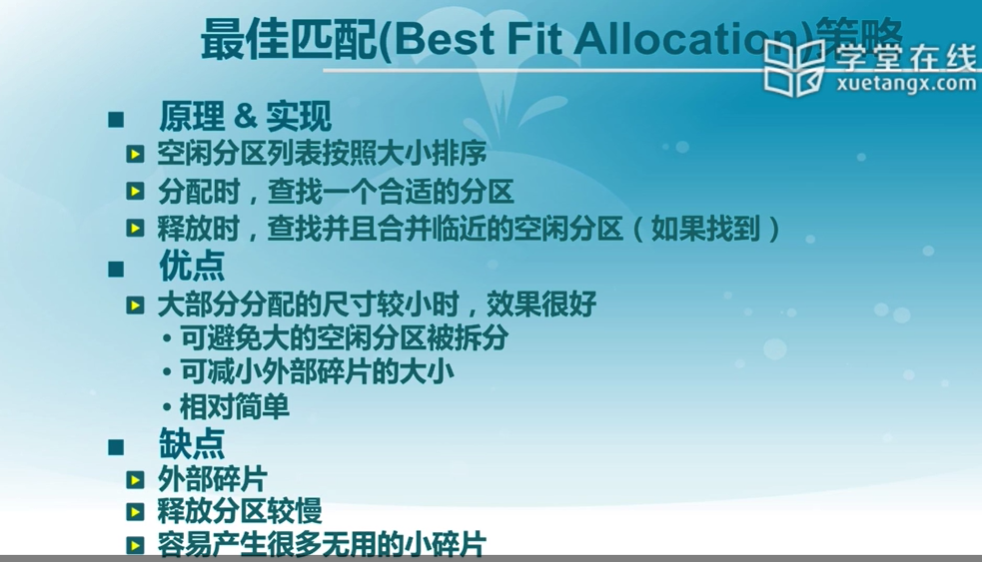 最佳匹配(Best Fit Allocation)策略
学堂在线
xuetangx.com
原理 & 实现
空闲分区列表按照大小排序
分配时，查找一个合适的分区
释放时，查找并且合并临近的空闲分区（如果找到）
优点
大部分分配的尺寸较小时，效果很好
• 可避免大的空闲分区被拆分
• 可减小外部碎片的大小
• 相对简单
缺点
外部碎片
释放分区较慢
容易产生很多无用的小碎片